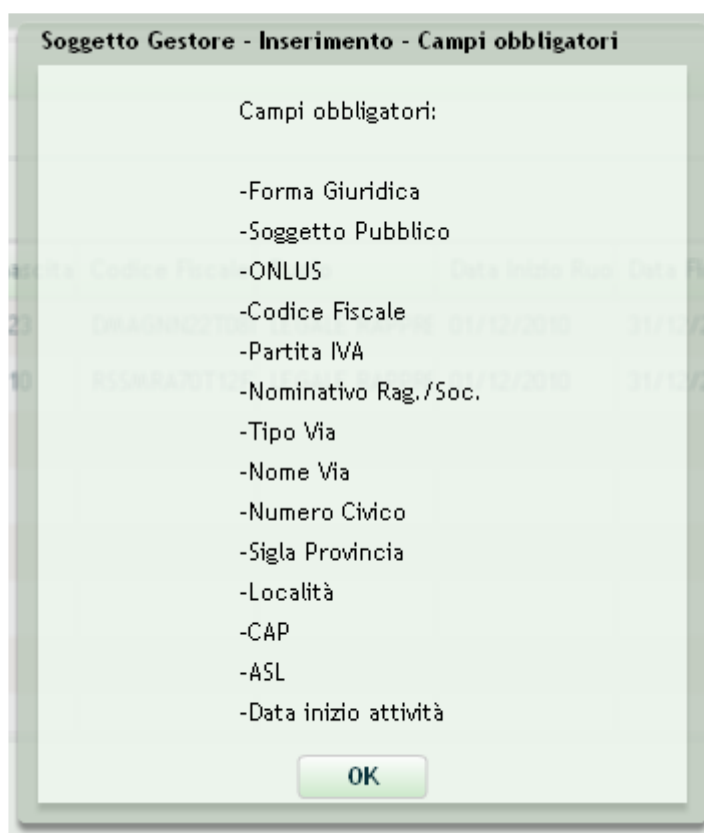 Soggetto Gestore - Inserimento - Campi obbligatori
Campi obbligatori:
-Forma Giuridica
-Soggetto Pubblico
-ONLUS
-Codice Fiscale
-Partita IVA
-Nominativo Rag./Soc.
-Tipo Via
-Nome Via
-Numero Civico
-Sigla Provincia
-Località
-CAP
-ASL
-Data inizio attività
OK